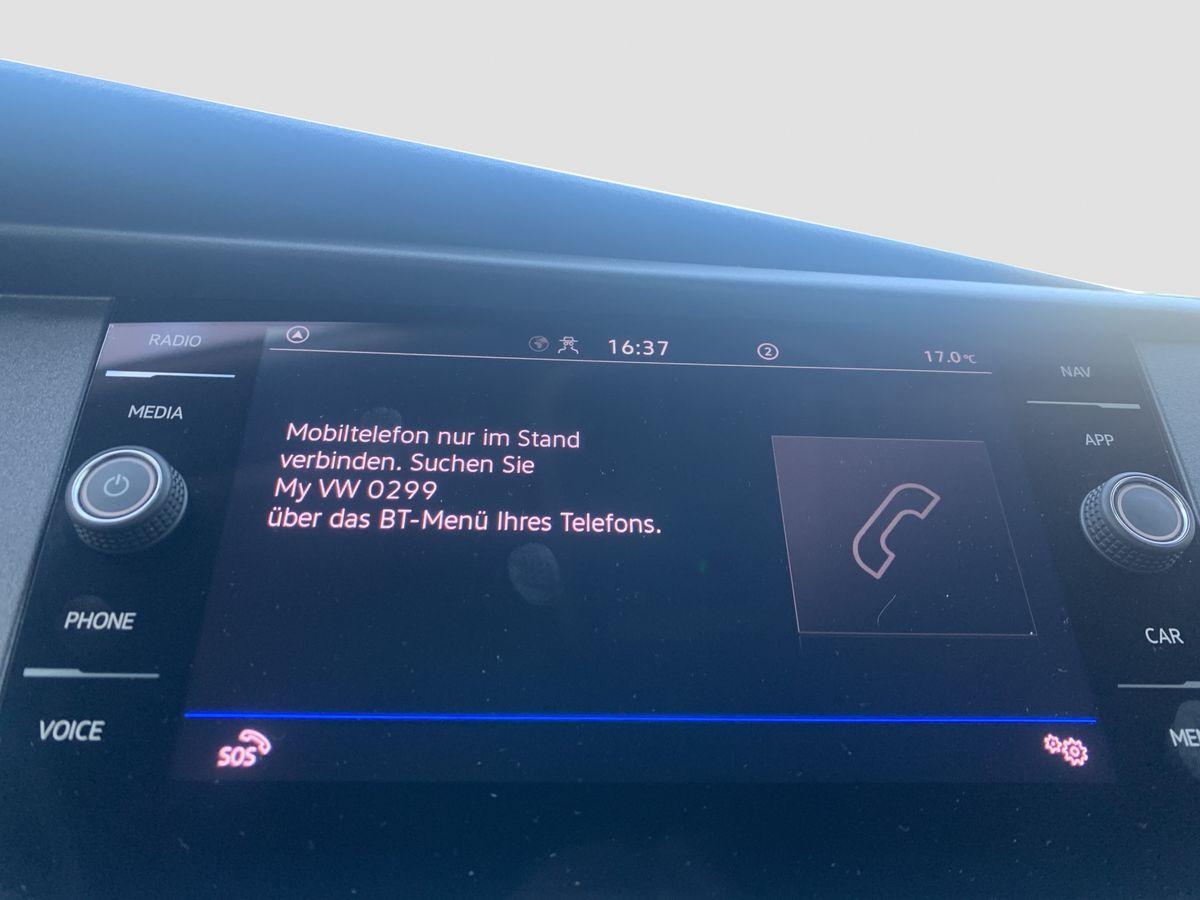 RADIO
16:37
2
17.0°C
NAV
MEDIA
APP
Mobiltelefon nur im Stand
verbinden. Suchen Sie
My VW 0299
über das BT-Menü Ihres Telefons.
PHONE
CAR
VOICE
SOS